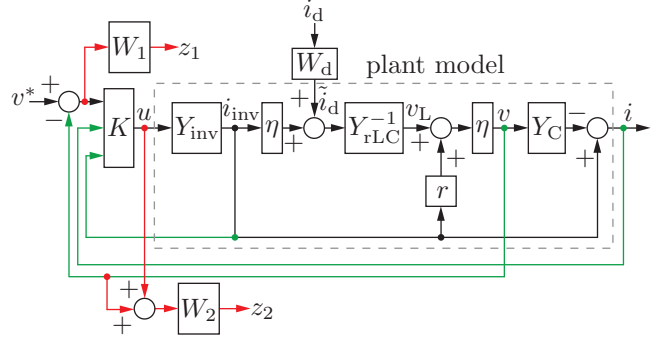 i_d
W_1 z_1
W_d plant model
+ + ĩ_d
v* − K u Y_inv i_inv η + Y_rLC^{-1} v_L + η v Y_C − i
+ +
r
+
+ W_2 z_2